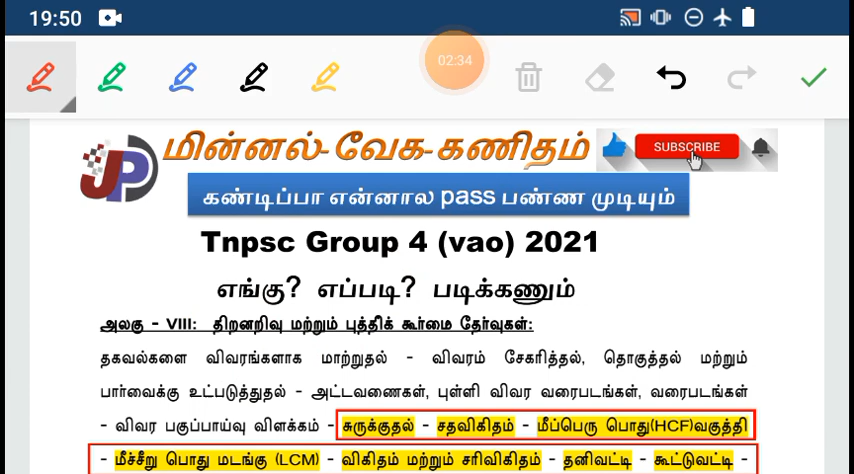 19:50
02:34
JP மின்னல்-வேக-கணிதம் SUBSCRIBE
கண்டிப்பா என்னால pass பண்ண முடியும்
Tnpsc Group 4 (vao) 2021
எங்கு? எப்படி? படிக்கணும்
அலகு - VIII: திறனறிவு மற்றும் புத்திக் கூர்மை தேர்வுகள்:
தகவல்களை விவரங்களாக மாற்றுதல் - விவரம் சேகரித்தல், தொகுத்தல் மற்றும்
பார்வைக்கு உட்படுத்துதல் - அட்டவணைகள், புள்ளி விவர வரைபடங்கள், வரைபடங்கள்
- விவர பகுப்பாய்வு விளக்கம் - சுருக்குதல் - சதவிகிதம் - மீப்பெரு பொது(HCF)வகுத்தி
- மீச்சீறு பொது மடங்கு (LCM) - விகிதம் மற்றும் சரிவிகிதம் - தனிவட்டி - கூட்டுவட்டி -